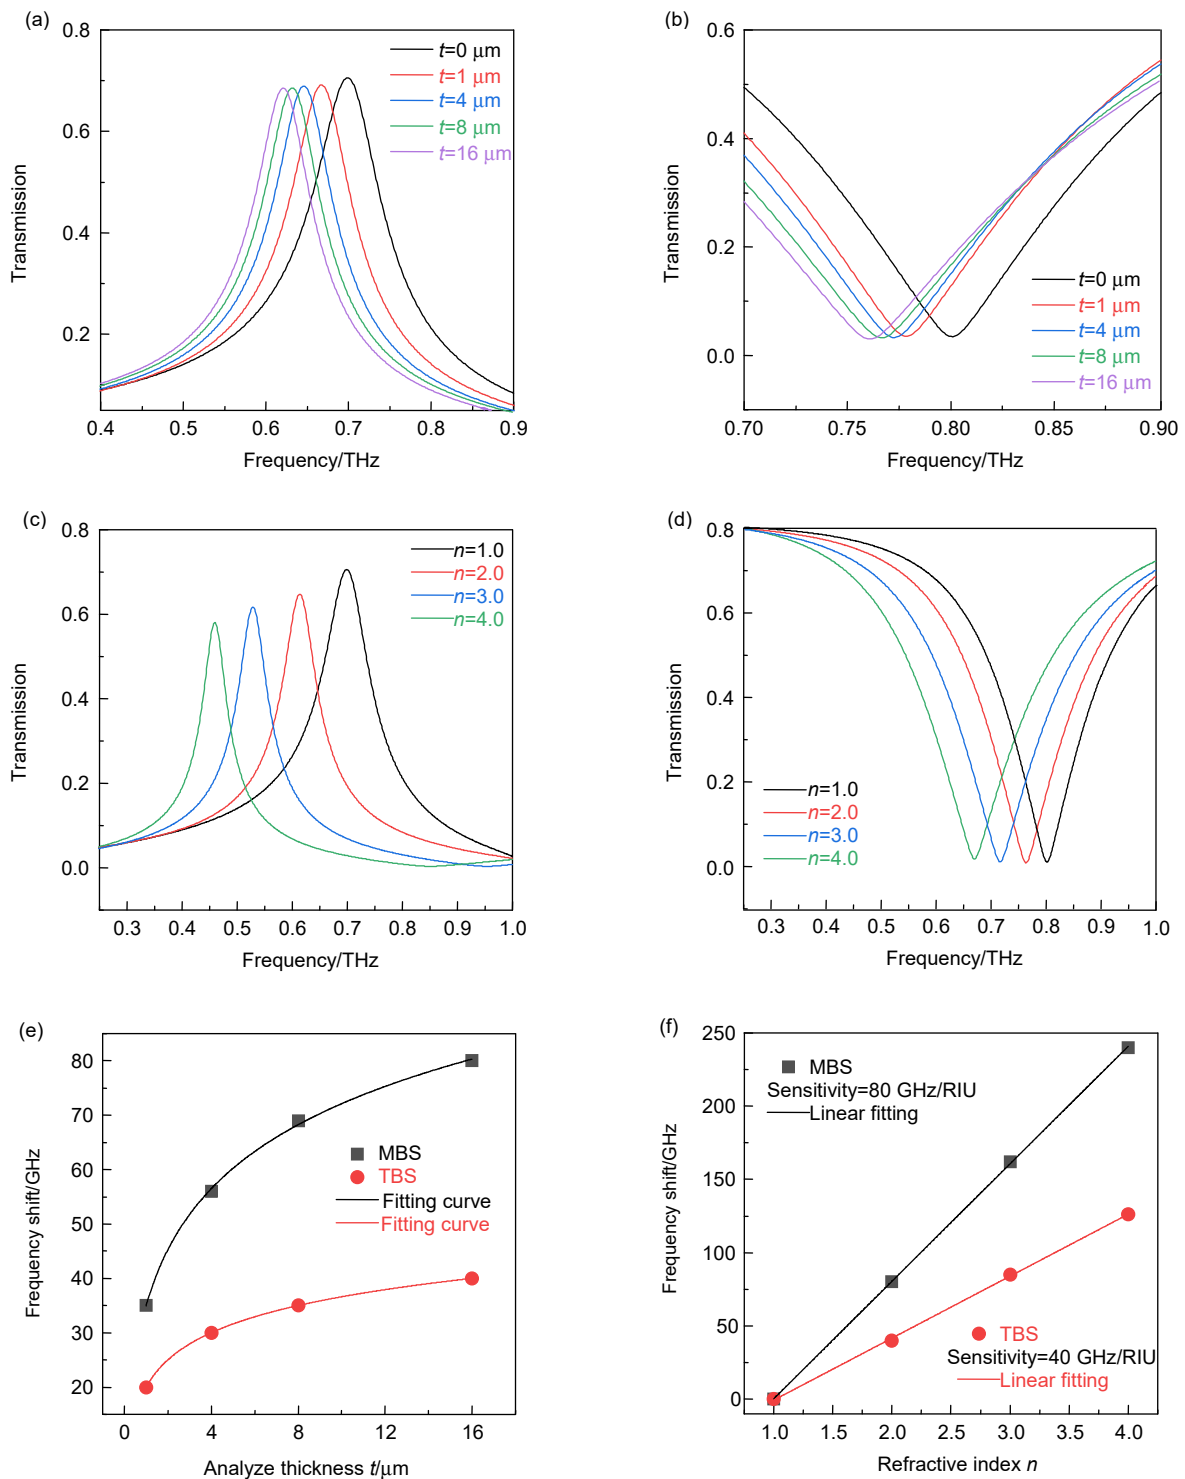 (a)
0.8
0.6
0.4
0.2
Transmission
t=0 μm
t=1 μm
t=4 μm
t=8 μm
t=16 μm
0.4 0.5 0.6 0.7 0.8 0.9
Frequency/THz
(b)
0.6
0.4
0.2
0.0
Transmission
t=0 μm
t=1 μm
t=4 μm
t=8 μm
t=16 μm
0.70 0.75 0.80 0.85 0.90
Frequency/THz
(c)
0.8
0.6
0.4
0.2
0.0
Transmission
n=1.0
n=2.0
n=3.0
n=4.0
0.3 0.4 0.5 0.6 0.7 0.8 0.9 1.0
Frequency/THz
(d)
0.8
0.6
0.4
0.2
0.0
Transmission
n=1.0
n=2.0
n=3.0
n=4.0
0.3 0.4 0.5 0.6 0.7 0.8 0.9 1.0
Frequency/THz
(e)
80
70
60
50
40
30
20
Frequency shift/GHz
MBS
TBS
Fitting curve
Fitting curve
0 4 8 12 16
Analyze thickness t/μm
(f)
250
200
150
100
50
0
Frequency shift/GHz
MBS
Sensitivity=80 GHz/RIU
Linear fitting
TBS
Sensitivity=40 GHz/RIU
Linear fitting
1.0 1.5 2.0 2.5 3.0 3.5 4.0
Refractive index n